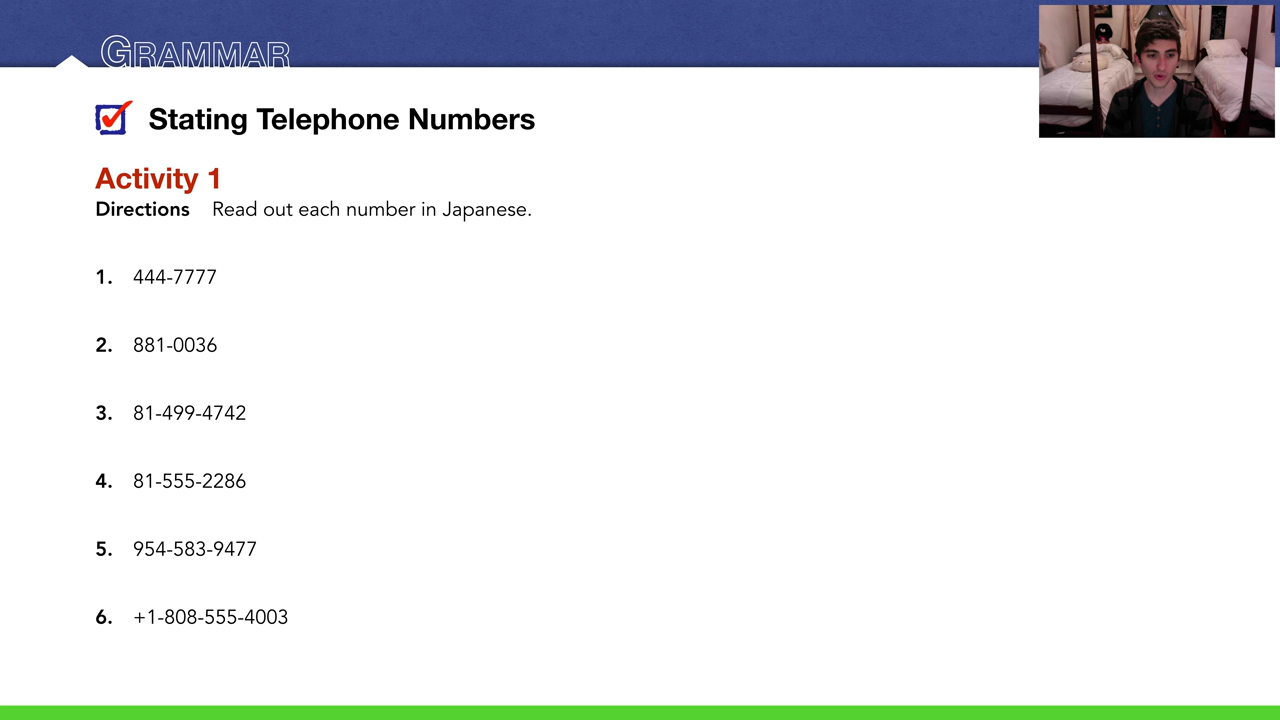 GRAMMAR
Stating Telephone Numbers
Activity 1
Directions Read out each number in Japanese.
1. 444-7777
2. 881-0036
3. 81-499-4742
4. 81-555-2286
5. 954-583-9477
6. +1-808-555-4003